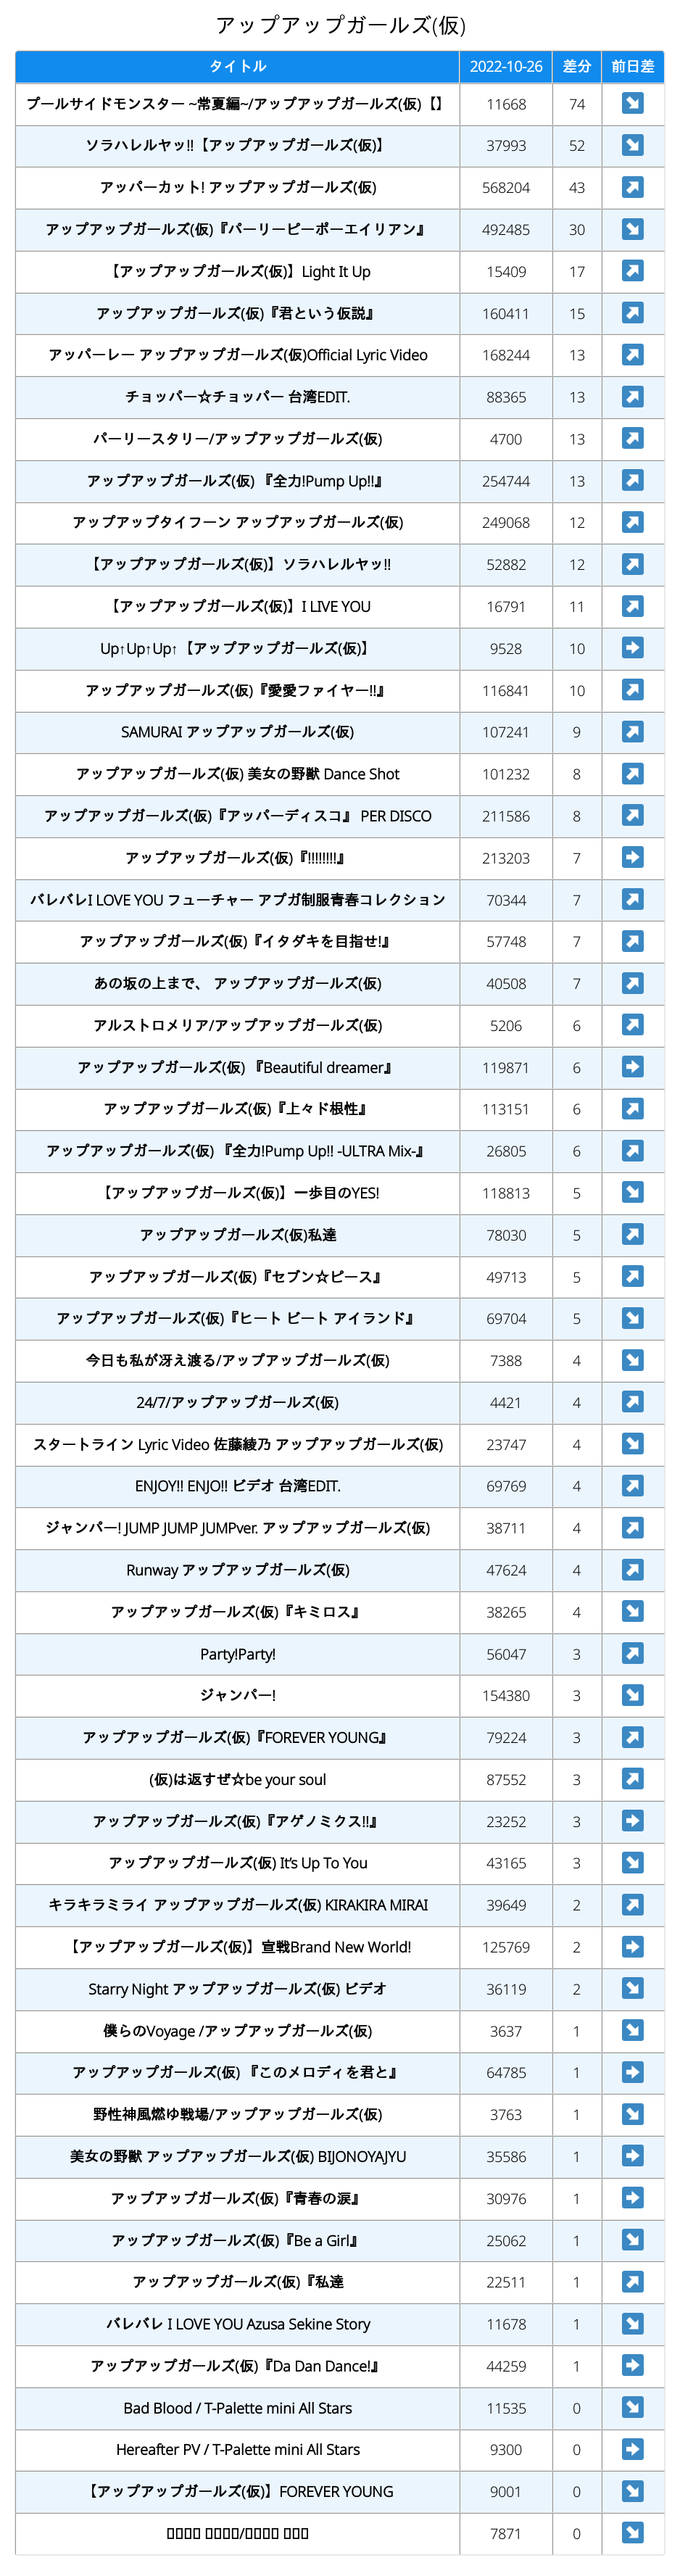 アップアップガールズ(仮)
タイトル 2022-10-26 差分 前日差
プールサイドモンスター ~常夏編~/アップアップガールズ(仮)【】 11668 74 ↘
ソラハレルヤッ!!【アップアップガールズ(仮)】 37993 52 ↘
アッパーカット! アップアップガールズ(仮) 568204 43 ↗
アップアップガールズ(仮)『パーリーピーポーエイリアン』 492485 30 ↘
【アップアップガールズ(仮)】Light It Up 15409 17 ↗
アップアップガールズ(仮)『君という仮説』 160411 15 ↗
アッパーレー アップアップガールズ(仮)Official Lyric Video 168244 13 ↗
チョッパー☆チョッパー 台湾EDIT. 88365 13 ↗
パーリースタリー/アップアップガールズ(仮) 4700 13 ↗
アップアップガールズ(仮) 『全力!Pump Up!!』 254744 13 ↗
アップアップタイフーン アップアップガールズ(仮) 249068 12 ↗
【アップアップガールズ(仮)】ソラハレルヤッ!! 52882 12 ↗
【アップアップガールズ(仮)】I LIVE YOU 16791 11 ↗
Up↑Up↑Up↑【アップアップガールズ(仮)】 9528 10 ➡
アップアップガールズ(仮)『愛愛ファイヤー!!』 116841 10 ↗
SAMURAI アップアップガールズ(仮) 107241 9 ↗
アップアップガールズ(仮) 美女の野獣 Dance Shot 101232 8 ↗
アップアップガールズ(仮)『アッパーディスコ』 PER DISCO 211586 8 ↗
アップアップガールズ(仮)『!!!!!!!!』 213203 7 ➡
バレバレI LOVE YOU フューチャー アプガ制服青春コレクション 70344 7 ↗
アップアップガールズ(仮)『イタダキを目指せ!』 57748 7 ↗
あの坂の上まで、 アップアップガールズ(仮) 40508 7 ↗
アルストロメリア/アップアップガールズ(仮) 5206 6 ↗
アップアップガールズ(仮) 『Beautiful dreamer』 119871 6 ➡
アップアップガールズ(仮)『上々ド根性』 113151 6 ↗
アップアップガールズ(仮) 『全力!Pump Up!! -ULTRA Mix-』 26805 6 ↗
【アップアップガールズ(仮)】一歩目のYES! 118813 5 ↘
アップアップガールズ(仮)私達 78030 5 ↗
アップアップガールズ(仮)『セブン☆ピース』 49713 5 ↗
アップアップガールズ(仮)『ヒート ビート アイランド』 69704 5 ↘
今日も私が冴え渡る/アップアップガールズ(仮) 7388 4 ↘
24/7/アップアップガールズ(仮) 4421 4 ↗
スタートライン Lyric Video 佐藤綾乃 アップアップガールズ(仮) 23747 4 ↘
ENJOY!! ENJO!! ビデオ 台湾EDIT. 69769 4 ↗
ジャンパー! JUMP JUMP JUMPver. アップアップガールズ(仮) 38711 4 ↗
Runway アップアップガールズ(仮) 47624 4 ↗
アップアップガールズ(仮)『キミロス』 38265 4 ↘
Party!Party! 56047 3 ↗
ジャンパー! 154380 3 ↘
アップアップガールズ(仮)『FOREVER YOUNG』 79224 3 ↗
(仮)は返すぜ☆be your soul 87552 3 ↗
アップアップガールズ(仮)『アゲノミクス!!』 23252 3 ➡
アップアップガールズ(仮) It's Up To You 43165 3 ↘
キラキラミライ アップアップガールズ(仮) KIRAKIRA MIRAI 39649 2 ↗
【アップアップガールズ(仮)】宣戦Brand New World! 125769 2 ➡
Starry Night アップアップガールズ(仮) ビデオ 36119 2 ↘
僕らのVoyage /アップアップガールズ(仮) 3637 1 ↘
アップアップガールズ(仮) 『このメロディを君と』 64785 1 ➡
野性神風燃ゆ戦場/アップアップガールズ(仮) 3763 1 ↘
美女の野獣 アップアップガールズ(仮) BIJONOYAJYU 35586 1 ➡
アップアップガールズ(仮)『青春の涙』 30976 1 ➡
アップアップガールズ(仮)『Be a Girl』 25062 1 ↘
アップアップガールズ(仮)『私達 22511 1 ↗
バレバレ I LOVE YOU Azusa Sekine Story 11678 1 ↘
アップアップガールズ(仮)『Da Dan Dance!』 44259 1 ➡
Bad Blood / T-Palette mini All Stars 11535 0 ↘
Hereafter PV / T-Palette mini All Stars 9300 0 ➡
【アップアップガールズ(仮)】FOREVER YOUNG 9001 0 ↘
7871 0 ↘